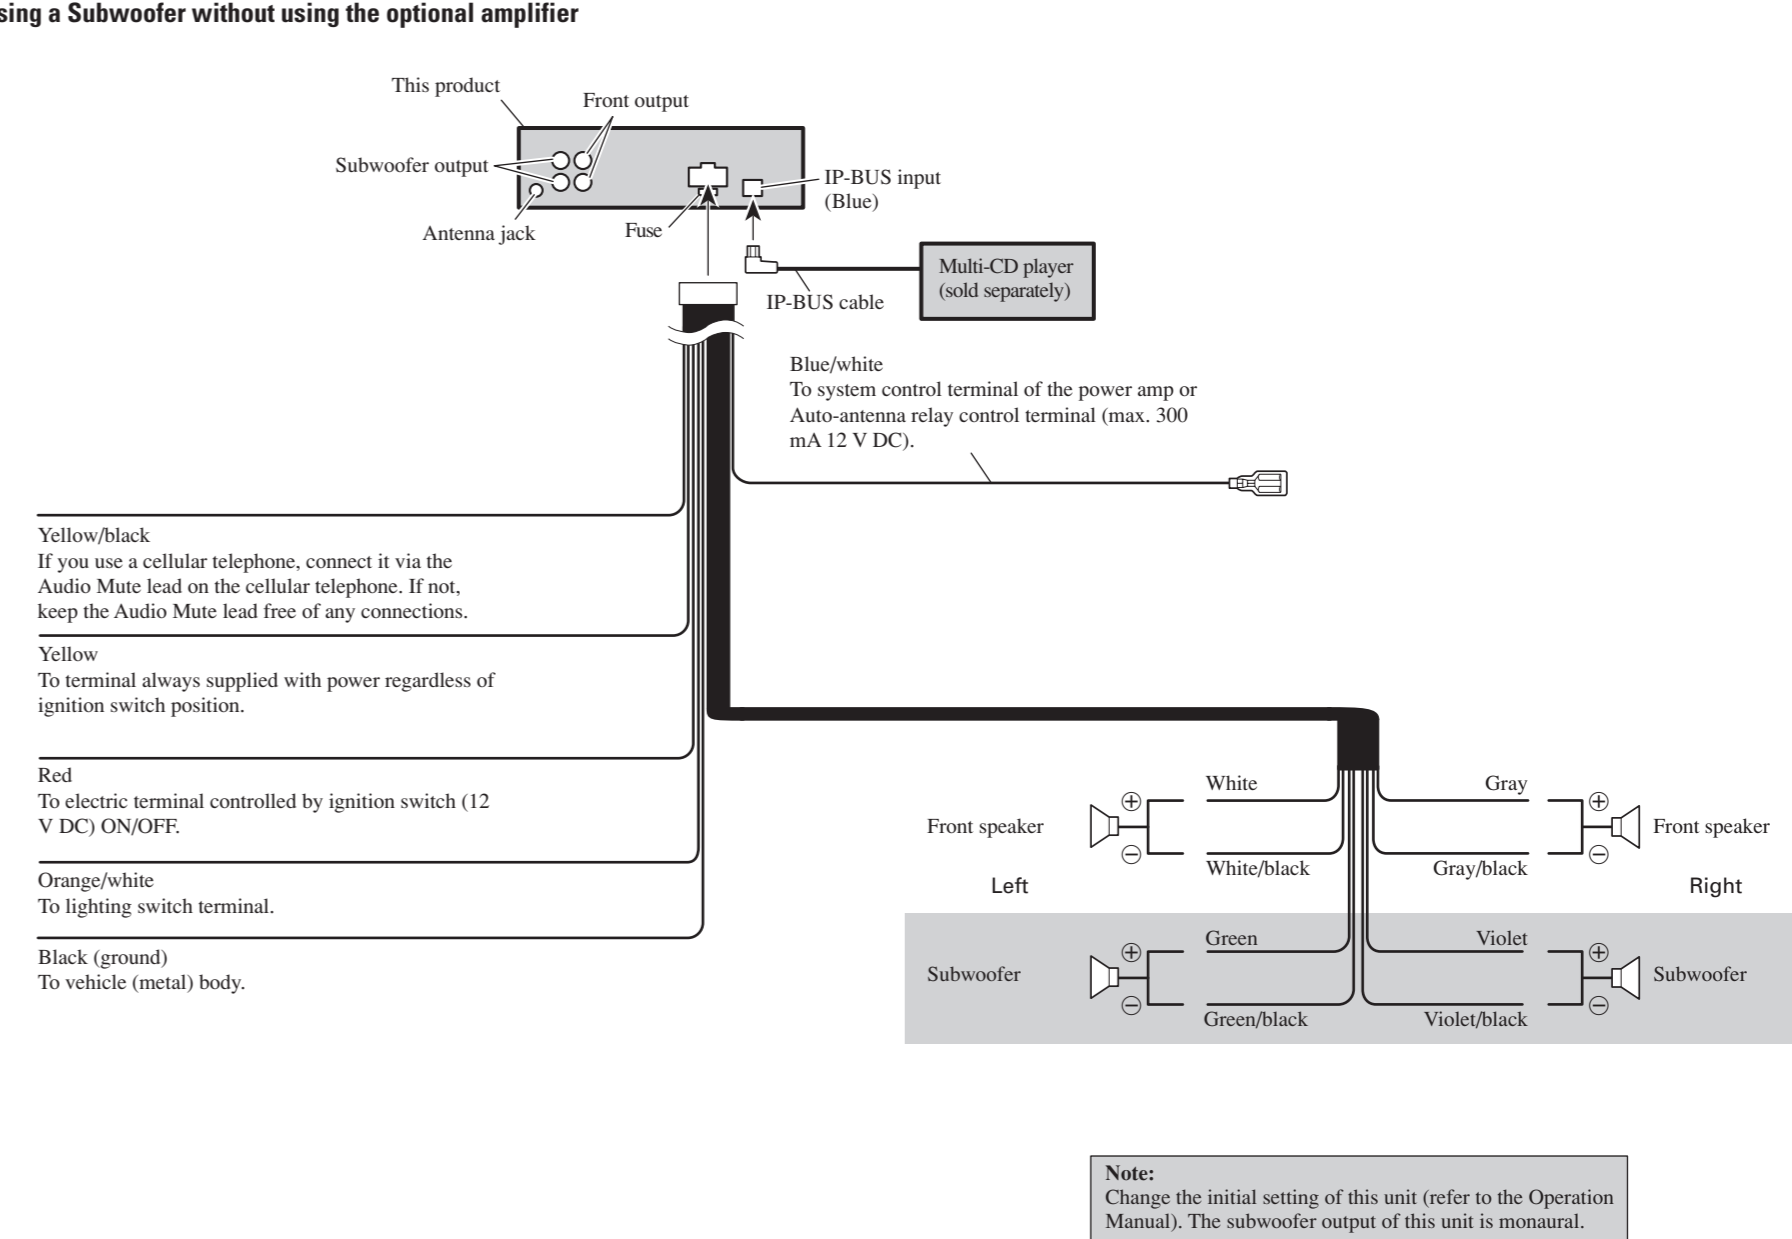 sing a Subwoofer without using the optional amplifier
This product
Front output
Subwoofer output
IP-BUS input
(Blue)
Antenna jack
Fuse
Multi-CD player
(sold separately)
IP-BUS cable
Blue/white
To system control terminal of the power amp or
Auto-antenna relay control terminal (max. 300
mA 12 V DC).
Yellow/black
If you use a cellular telephone, connect it via the
Audio Mute lead on the cellular telephone. If not,
keep the Audio Mute lead free of any connections.
Yellow
To terminal always supplied with power regardless of
ignition switch position.
Red
To electric terminal controlled by ignition switch (12
V DC) ON/OFF.
Orange/white
To lighting switch terminal.
Black (ground)
To vehicle (metal) body.
White
Gray
+
+
Front speaker
Front speaker
−
−
White/black
Gray/black
Left
Right
Green
Violet
+
+
Subwoofer
Subwoofer
−
−
Green/black
Violet/black
Note:
Change the initial setting of this unit (refer to the Operation
Manual). The subwoofer output of this unit is monaural.